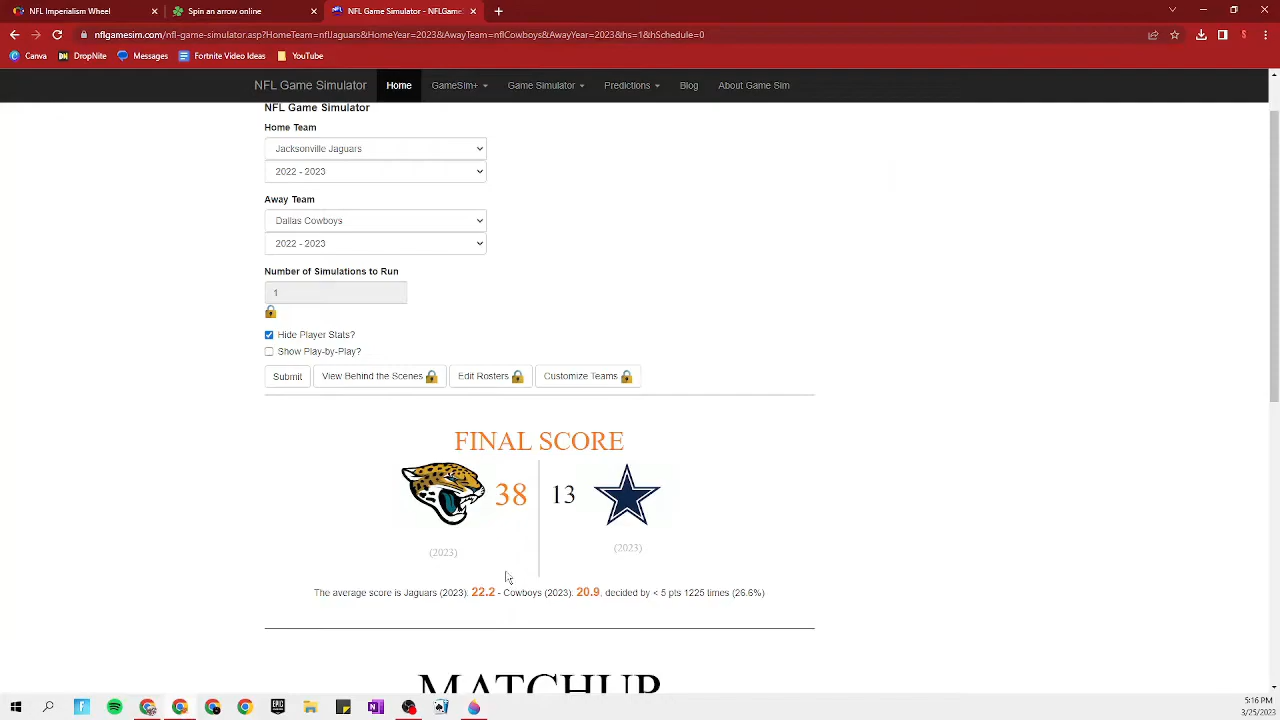 NFL Imperialism Wheel
Spin an arrow online
NFL Game Simulator - NFLGames
nflgamesim.com/nfl-game-simulator.asp?HomeTeam=nflJaguars&HomeYear=2023&AwayTeam=nflCowboys&AwayYear=2023&hs=1&hSchedule=0
Canva
DropNite
Messages
Fortnite Video Ideas
YouTube
NFL Game Simulator
Home
GameSim+
Game Simulator
Predictions
Blog
About Game Sim
NFL Game Simulator
Home Team
Jacksonville Jaguars
2022 - 2023
Away Team
Dallas Cowboys
2022 - 2023
Number of Simulations to Run
1
Hide Player Stats?
Show Play-by-Play?
Submit
View Behind the Scenes
Edit Rosters
Customize Teams
FINAL SCORE
38
13
(2023)
(2023)
The average score is Jaguars (2023). 22.2 - Cowboys (2023). 20.9, decided by < 5 pts 1225 times (26.6%)
MATCHUP
5:16 PM
3/25/2023